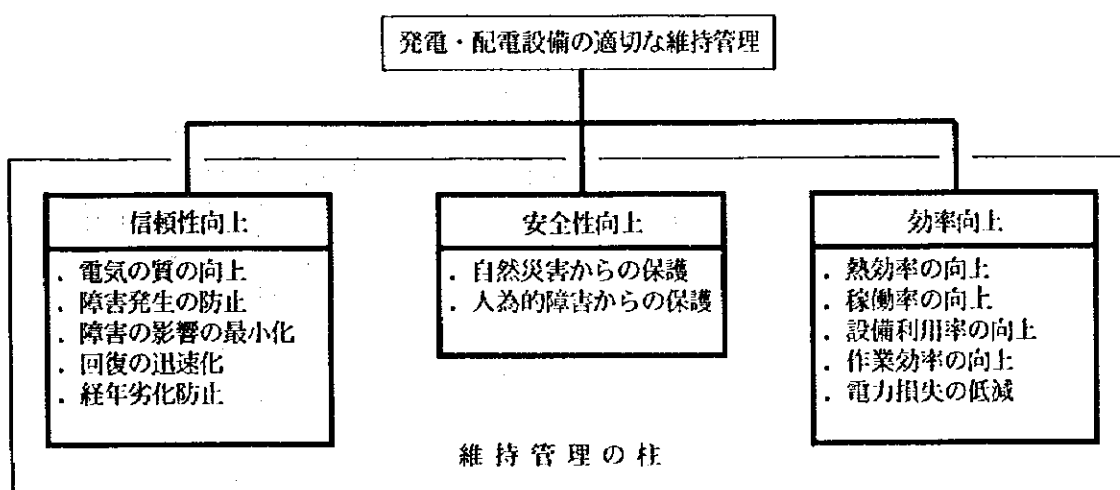 発電・配電設備の適切な維持管理
信頼性向上
．電気の質の向上
．障害発生の防止
．障害の影響の最小化
．回復の迅速化
．経年劣化防止
安全性向上
．自然災害からの保護
．人為的障害からの保護
効率向上
．熱効率の向上
．稼働率の向上
．設備利用率の向上
．作業効率の向上
．電力損失の低減
維持管理の柱